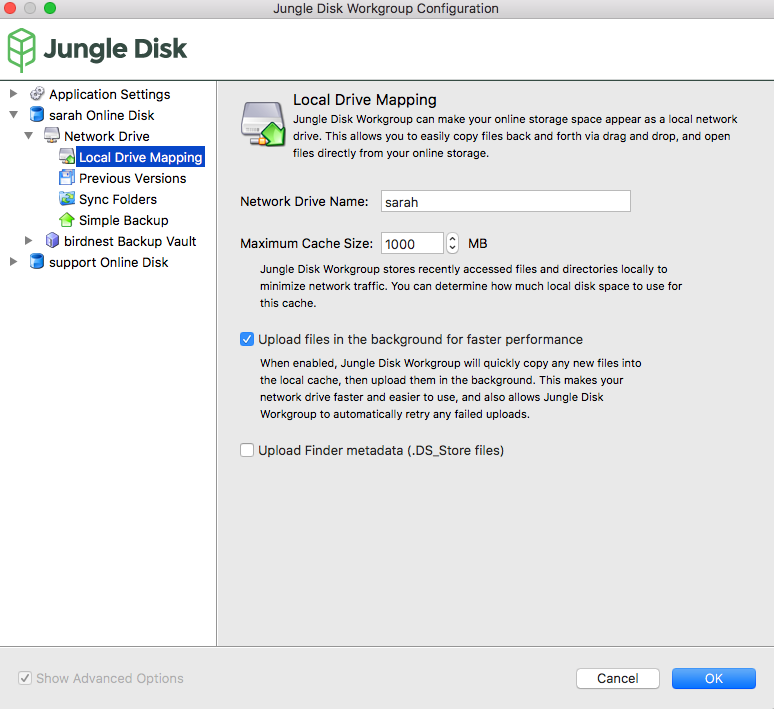 Jungle Disk Workgroup Configuration
Jungle Disk
Application Settings
sarah Online Disk
Network Drive
Local Drive Mapping
Previous Versions
Sync Folders
Simple Backup
birdnest Backup Vault
support Online Disk
Local Drive Mapping
Jungle Disk Workgroup can make your online storage space appear as a local network
drive. This allows you to easily copy files back and forth via drag and drop, and open
files directly from your online storage.
Network Drive Name: sarah
Maximum Cache Size: 1000 MB
Jungle Disk Workgroup stores recently accessed files and directories locally to
minimize network traffic. You can determine how much local disk space to use for
this cache.
Upload files in the background for faster performance
When enabled, Jungle Disk Workgroup will quickly copy any new files into
the local cache, then upload them in the background. This makes your
network drive faster and easier to use, and also allows Jungle Disk
Workgroup to automatically retry any failed uploads.
Upload Finder metadata (.DS_Store files)
Show Advanced Options
Cancel
OK